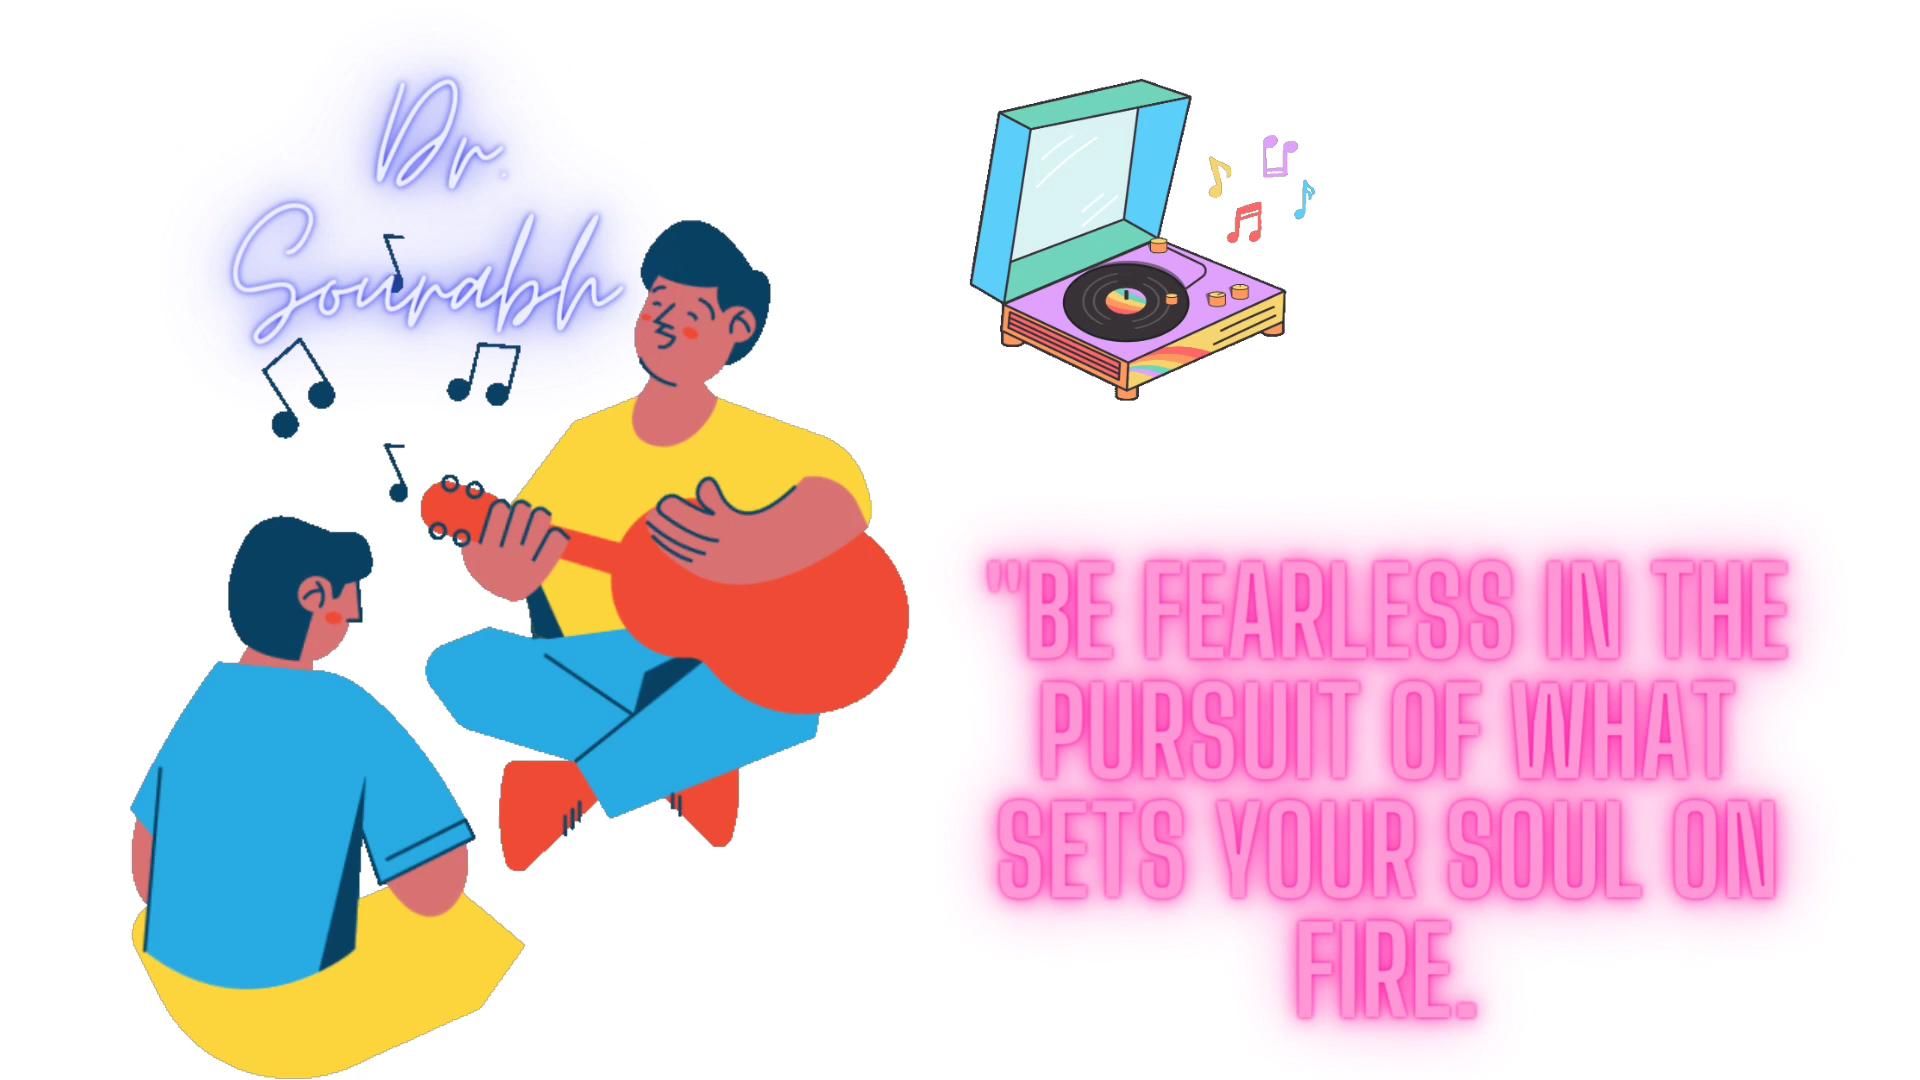 Dr.
Sourabh
"BE FEARLESS IN THE
PURSUIT OF WHAT
SETS YOUR SOUL ON
FIRE.